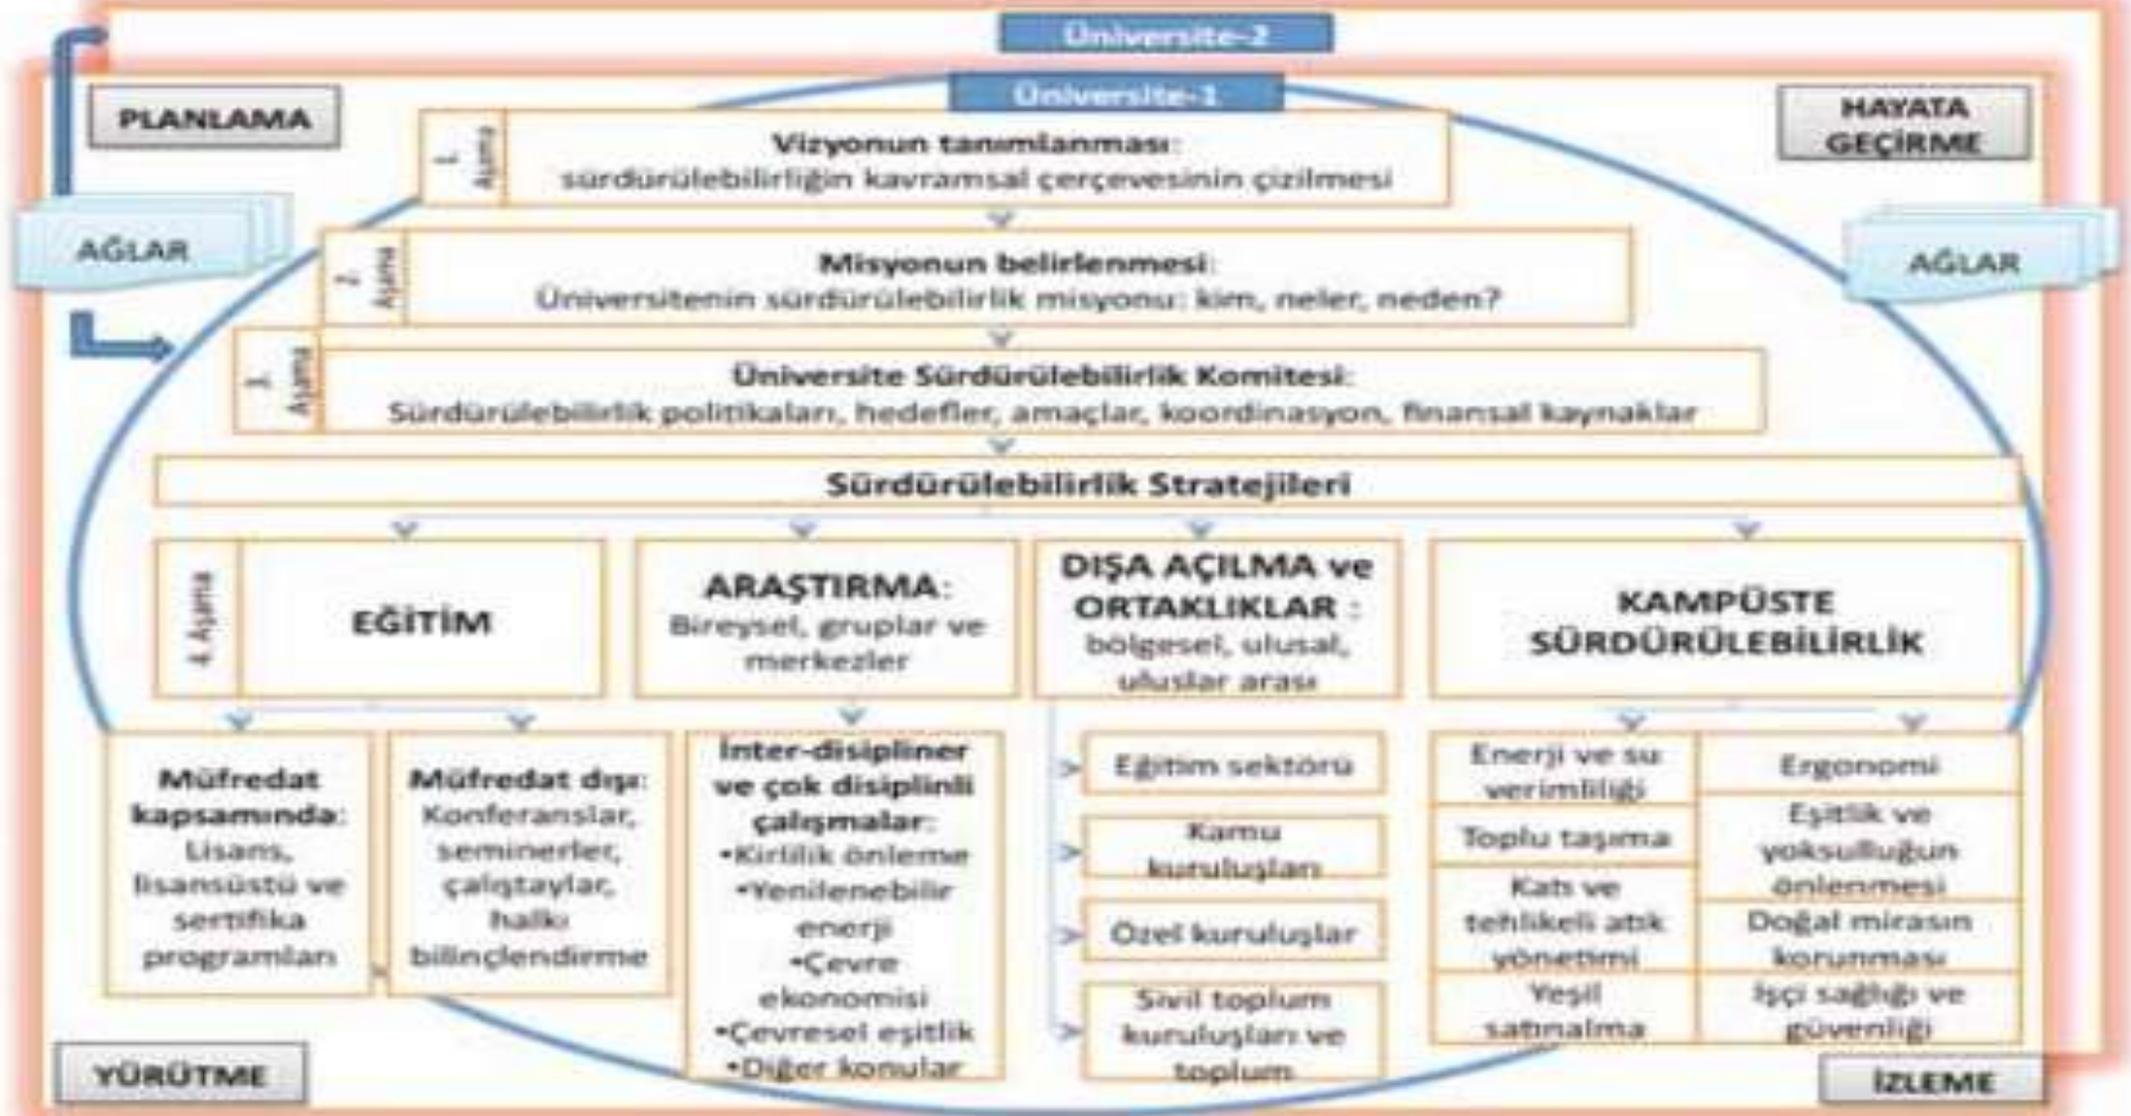 Üniversite-2
Üniversite-1
PLANLAMA
HAYATA
GEÇİRME
1.
Aşama
Vizyonun tanımlanması:
sürdürülebilirliğin kavramsal çerçevesinin çizilmesi
AĞLAR
AĞLAR
2.
Aşama
Misyonun belirlenmesi:
Üniversitenin sürdürülebilirlik misyonu: kim, neler, neden?
3.
Aşama
Üniversite Sürdürülebilirlik Komitesi:
Sürdürülebilirlik politikaları, hedefler, amaçlar, koordinasyon, finansal kaynaklar
Sürdürülebilirlik Stratejileri
4.Aşama
EĞİTİM
ARAŞTIRMA:
Bireysel, gruplar ve
merkezler
DIŞA AÇILMA ve
ORTAKLIKLAR :
bölgesel, ulusal,
uluslar arası
KAMPÜSTE
SÜRDÜRÜLEBİLİRLİK
Müfredat
kapsamında:
Lisans,
lisansüstü ve
sertifika
programları
Müfredat dışı:
Konferanslar,
seminerler,
çalıştaylar,
halkı
bilinçlendirme
İnter-disipliner
ve çok disiplinli
çalışmalar:
•Kirlilik önleme
•Yenilenebilir
enerji
•Çevre
ekonomisi
•Çevresel eşitlik
•Diğer konular
Eğitim sektörü
Kamu
kuruluşları
Özel kuruluşlar
Sivil toplum
kuruluşları ve
toplum
Enerji ve su
verimliliği
Toplu taşıma
Katı ve
tehlikeli atık
yönetimi
Yeşil
satınalma
Ergonomi
Eşitlik ve
yoksulluğun
önlenmesi
Doğal mirasın
korunması
İşçi sağlığı ve
güvenliği
YÜRÜTME
İZLEME